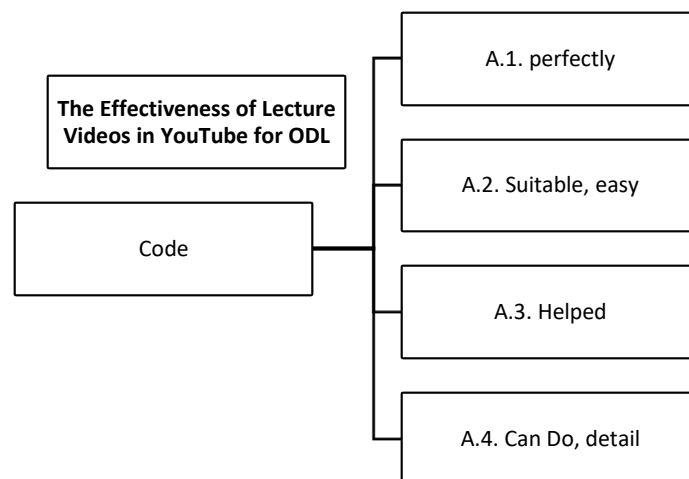 The Effectiveness of Lecture
Videos in YouTube for ODL
Code
A.1. perfectly
A.2. Suitable, easy
A.3. Helped
A.4. Can Do, detail